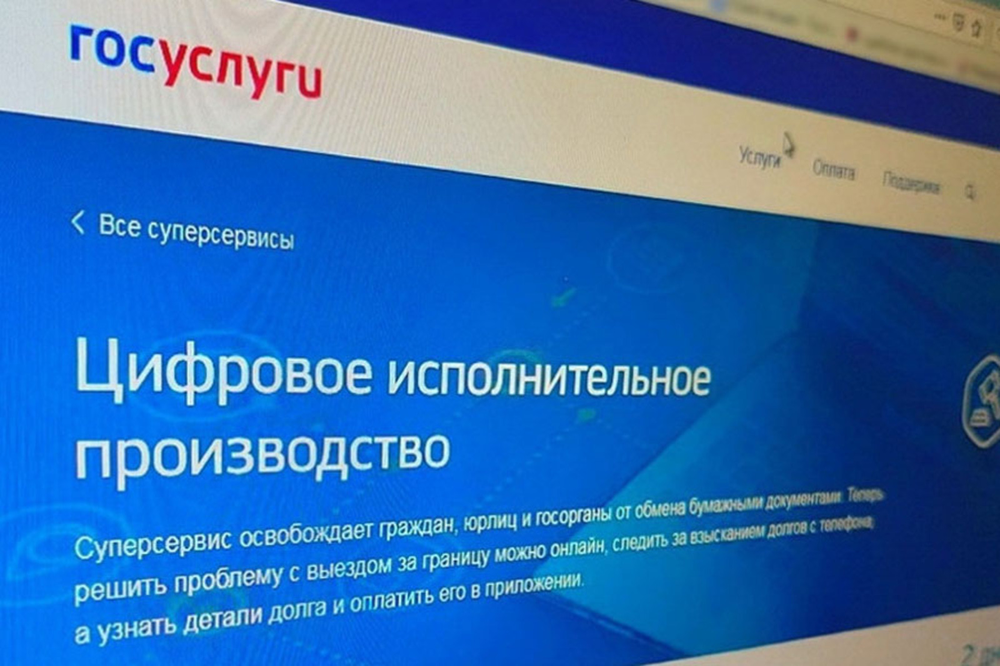 госуслуги
Услуги Оплата Поддержка
Все суперсервисы
Цифровое исполнительное
производство
Суперсервис освобождает граждан, юрлиц и госорганы от обмена бумажными документами. Теперь
решить проблему с выездом за границу можно онлайн, следить за взысканием долгов с телефона,
а узнать детали долга и оплатить его в приложении.